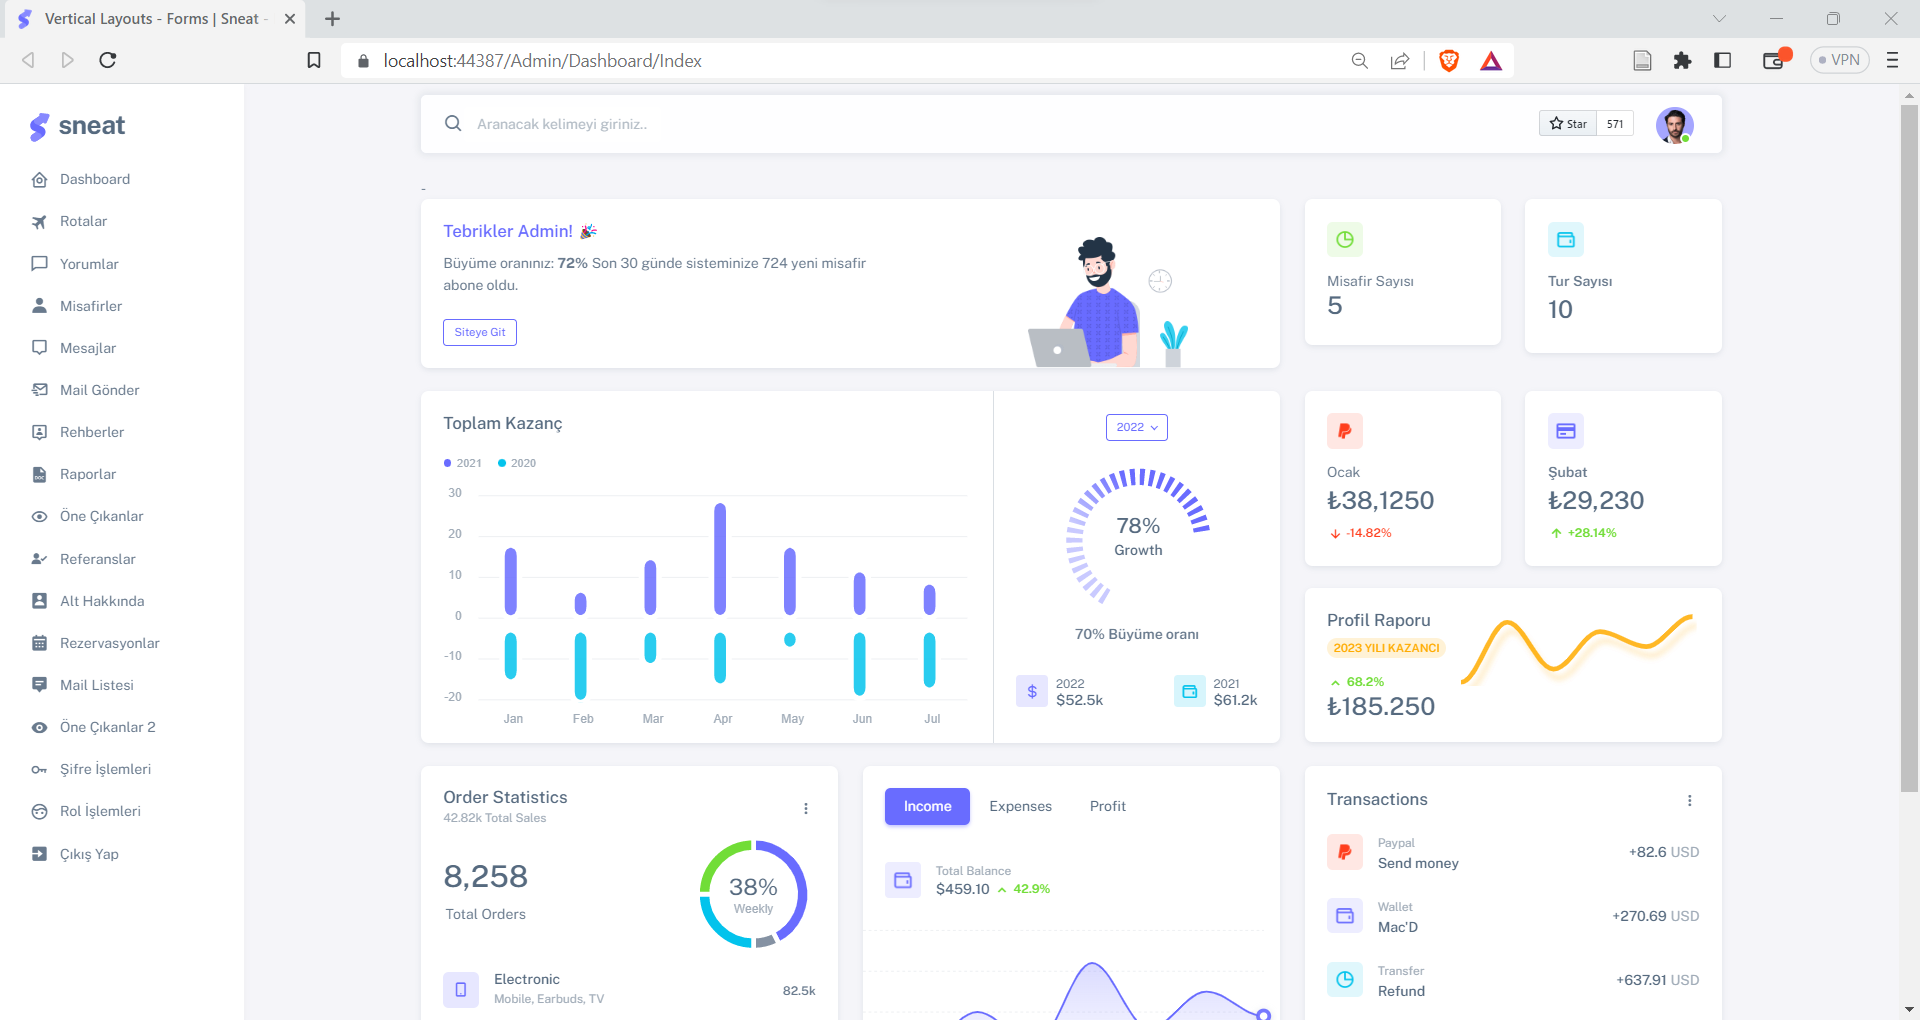 Vertical Layouts - Forms | Sneat -
localhost:44387/Admin/Dashboard/Index
VPN
sneat
Dashboard
Rotalar
Yorumlar
Misafirler
Mesajlar
Mail Gönder
Rehberler
Raporlar
Öne Çıkanlar
Referanslar
Alt Hakkında
Rezervasyonlar
Mail Listesi
Öne Çıkanlar 2
Şifre İşlemleri
Rol İşlemleri
Çıkış Yap
Aranacak kelimeyi giriniz..
Star 571
-
Tebrikler Admin! 🎉
Büyüme oranınız: 72% Son 30 günde sisteminize 724 yeni misafir
abone oldu.
Siteye Git
Misafir Sayısı
5
Tur Sayısı
10
Toplam Kazanç
2021 2020
30
20
10
0
-10
-20
Jan Feb Mar Apr May Jun Jul
2022
78%
Growth
70% Büyüme oranı
$
2022
$52.5k
2021
$61.2k
Ocak
₺38,1250
-14.82%
Şubat
₺29,230
+28.14%
Profil Raporu
2023 YILI KAZANCI
68.2%
₺185.250
Order Statistics
42.82k Total Sales
8,258
Total Orders
38%
Weekly
Electronic
Mobile, Earbuds, TV
82.5k
Income Expenses Profit
Total Balance
$459.10 42.9%
Transactions
Paypal
Send money
+82.6 USD
Wallet
Mac'D
+270.69 USD
Transfer
Refund
+637.91 USD